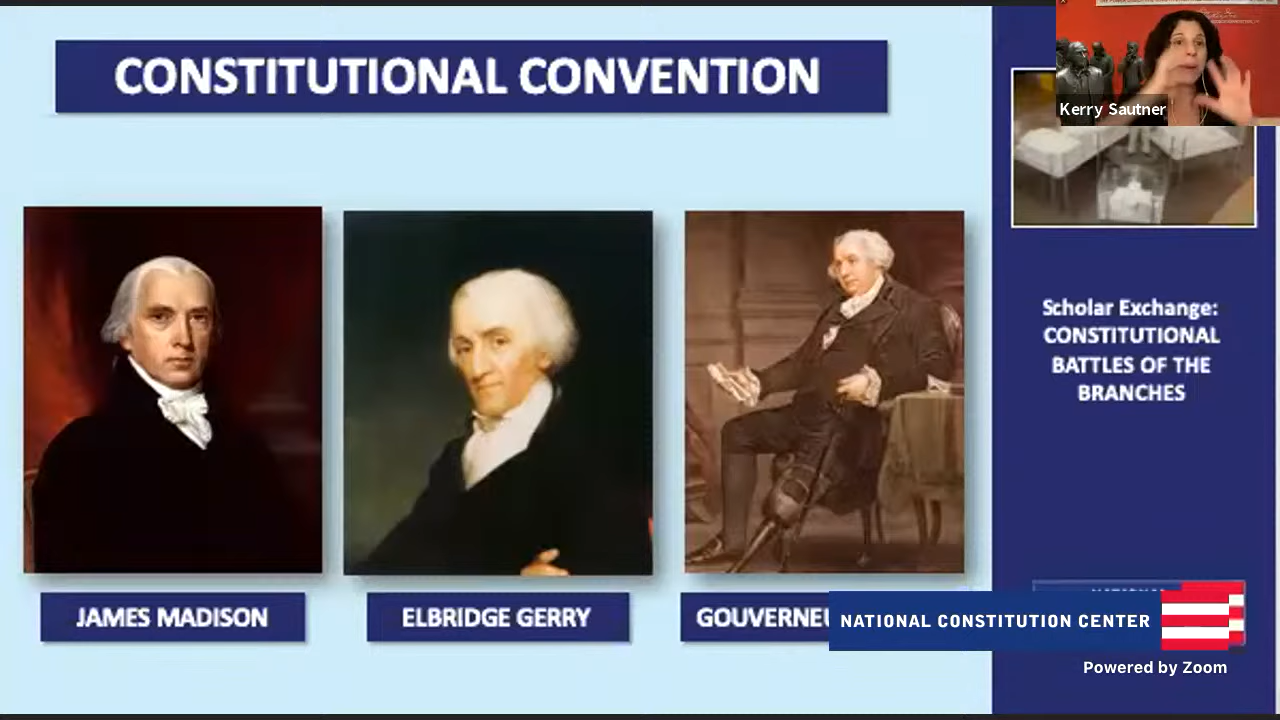 CONSTITUTIONAL CONVENTION
Kerry Sautner
Scholar Exchange:
CONSTITUTIONAL
BATTLES OF THE
BRANCHES
JAMES MADISON
ELBRIDGE GERRY
GOUVERNEU
NATIONAL CONSTITUTION CENTER
Powered by Zoom